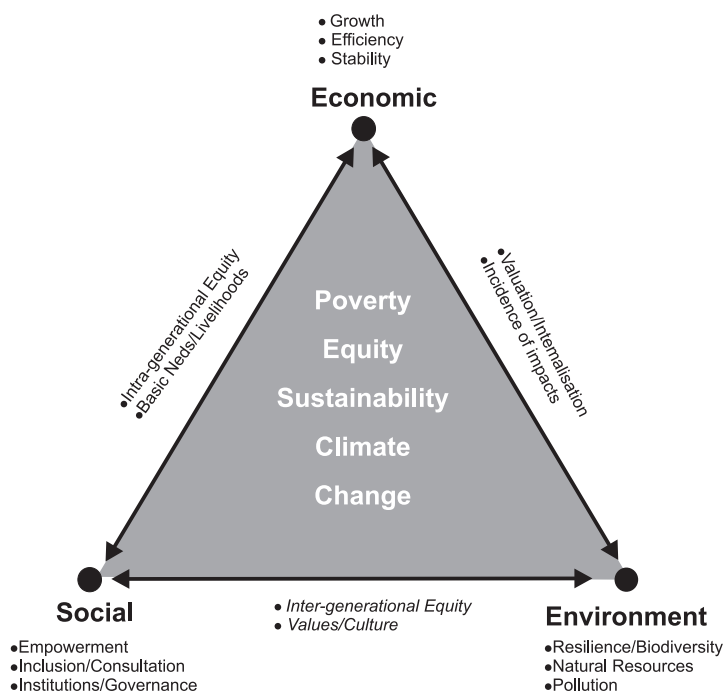 • Growth
• Efficiency
• Stability
Economic
• Intra-generational Equity
• Basic Neds/Livelihoods
• Valuation/Internalisation
• Incidence of impacts
Poverty
Equity
Sustainability
Climate
Change
Social
• Empowerment
• Inclusion/Consultation
• Institutions/Governance
• Inter-generational Equity
• Values/Culture
Environment
• Resilience/Biodiversity
• Natural Resources
• Pollution